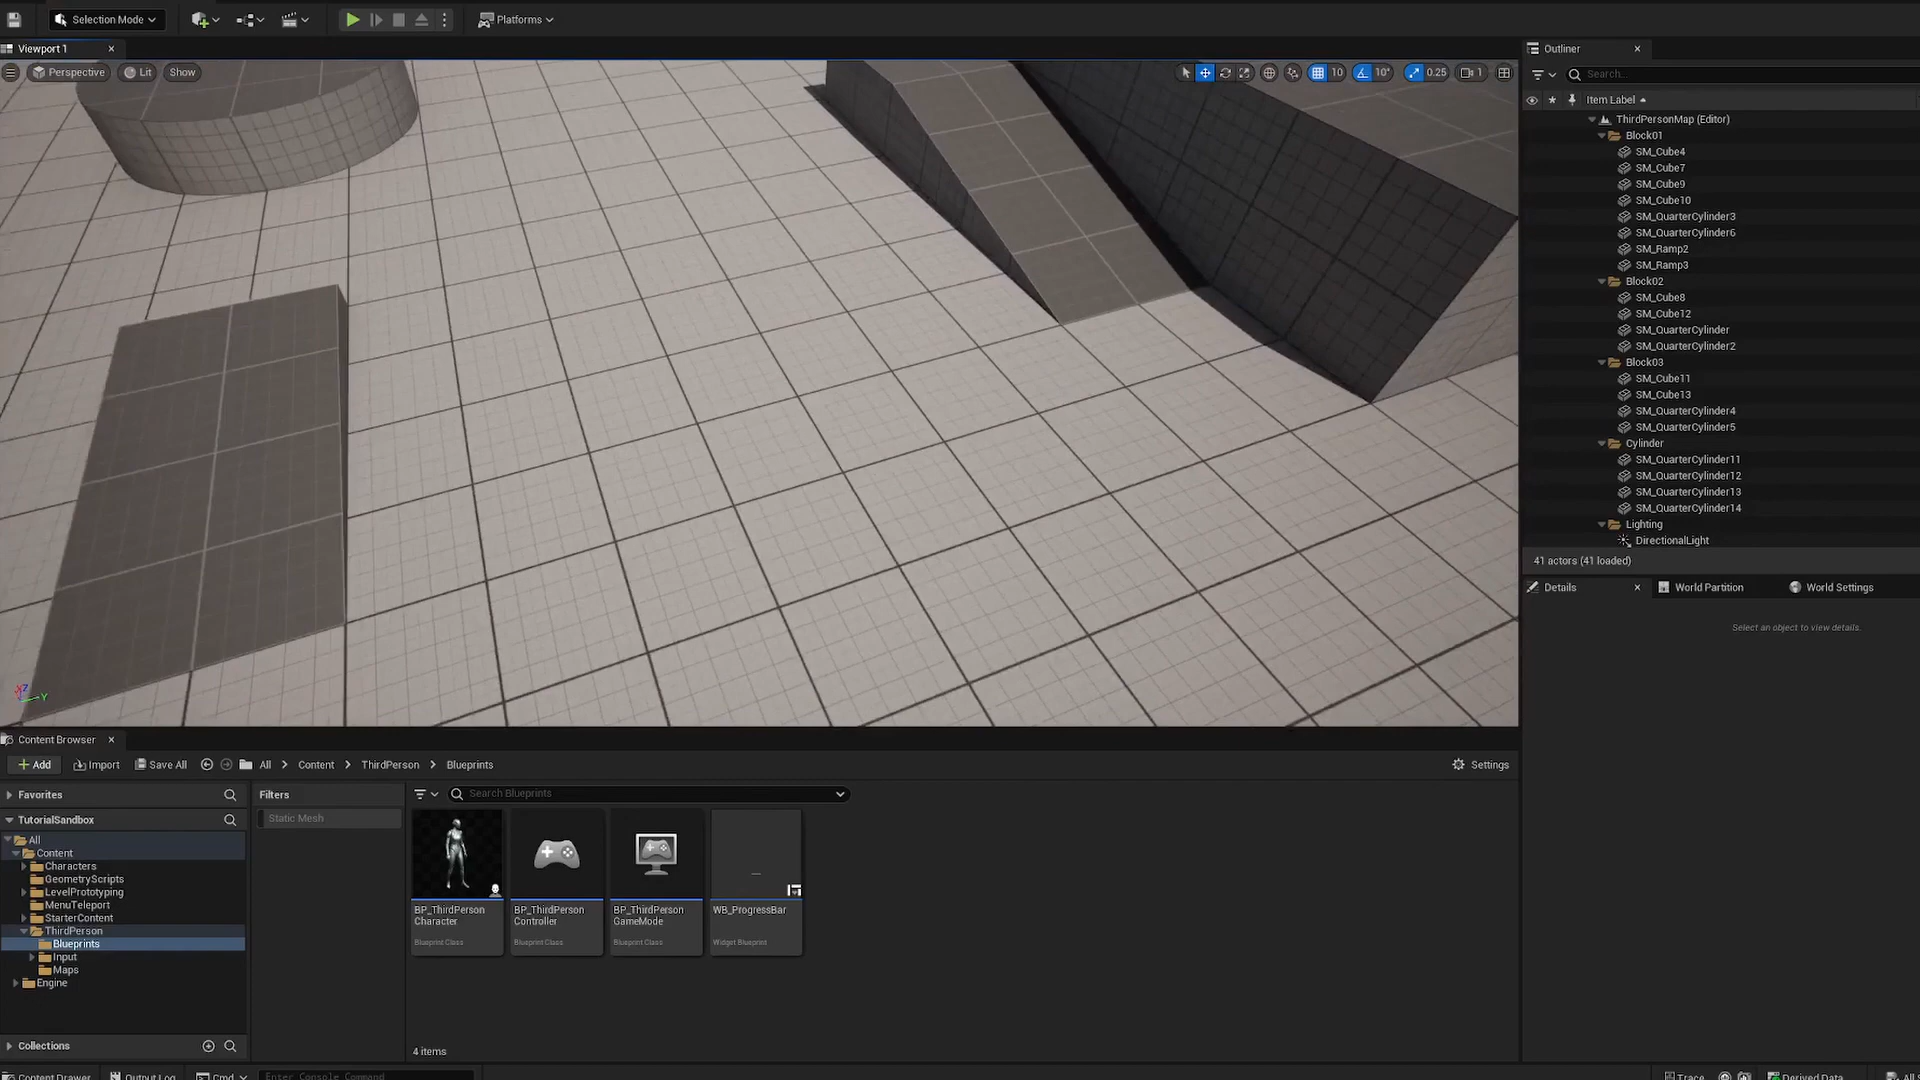 Selection Mode
Platforms
Viewport 1
Perspective
Lit
Show
10
10°
0.25
1
Outliner
Search...
Item Label
ThirdPersonMap (Editor)
Block01
SM_Cube4
SM_Cube7
SM_Cube9
SM_Cube10
SM_QuarterCylinder3
SM_QuarterCylinder6
SM_Ramp2
SM_Ramp3
Block02
SM_Cube8
SM_Cube12
SM_QuarterCylinder
SM_QuarterCylinder2
Block03
SM_Cube11
SM_Cube13
SM_QuarterCylinder4
SM_QuarterCylinder5
Cylinder
SM_QuarterCylinder11
SM_QuarterCylinder12
SM_QuarterCylinder13
SM_QuarterCylinder14
Lighting
DirectionalLight
41 actors (41 loaded)
Details
World Partition
World Settings
Select an object to view details.
Z
Y
Content Browser
Add
Import
Save All
All
Content
ThirdPerson
Blueprints
Settings
Favorites
TutorialSandbox
All
Content
Characters
GeometryScripts
LevelPrototyping
MenuTeleport
StarterContent
ThirdPerson
Blueprints
Input
Maps
Engine
Collections
Filters
Static Mesh
Search Blueprints
BP_ThirdPerson
Character
Blueprint Class
BP_ThirdPerson
Controller
Blueprint Class
BP_ThirdPerson
GameMode
Blueprint Class
WB_ProgressBar
Widget Blueprint
4 items
Content Drawer
Output Log
Cmd
Enter Console Command
Trace
Derived Data